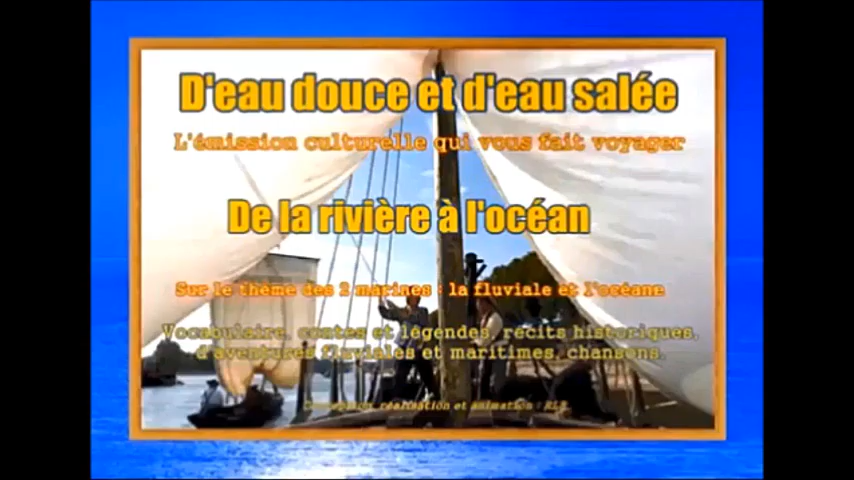 D'eau douce et d'eau salée
L'émission culturelle qui vous fait voyager
De la rivière à l'océan
Sur le thème des 2 marines : la fluviale et l'océane
Vocabulaire, contes et légendes, récits historiques,
d'aventures fluviales et maritimes, chansons.
Conception, réalisation et animation :